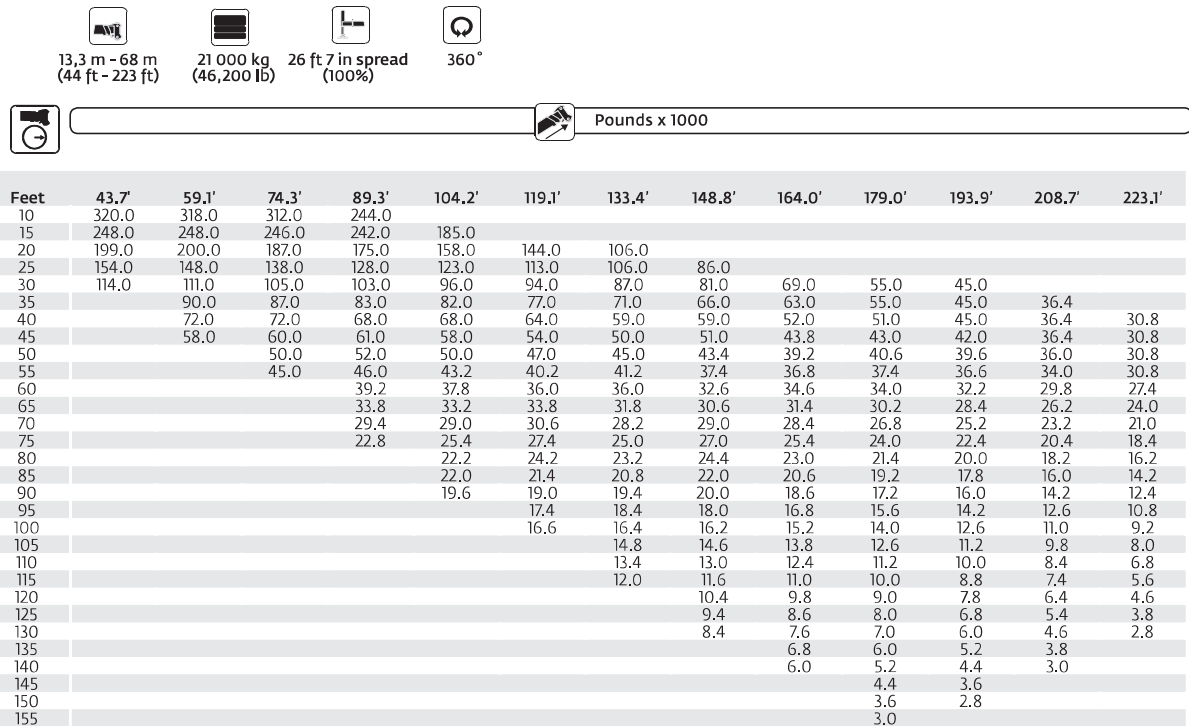 13,3 m - 68 m 21 000 kg 26 ft 7 in spread 360°
(44 ft - 223 ft) (46,200 lb) (100%)
Pounds x 1000
Feet 43.7' 59.1' 74.3' 89.3' 104.2' 119.1' 133.4' 148.8' 164.0' 179.0' 193.9' 208.7' 223.1'
10 320.0 318.0 312.0 244.0
15 248.0 248.0 246.0 242.0 185.0
20 199.0 200.0 187.0 175.0 158.0 144.0 106.0
25 154.0 148.0 138.0 128.0 123.0 113.0 106.0 86.0
30 114.0 111.0 105.0 103.0 96.0 94.0 87.0 81.0 69.0 55.0 45.0
35 90.0 87.0 83.0 82.0 77.0 71.0 66.0 63.0 55.0 45.0 36.4
40 72.0 72.0 68.0 68.0 64.0 59.0 59.0 52.0 51.0 45.0 36.4 30.8
45 58.0 60.0 61.0 58.0 54.0 50.0 51.0 43.8 43.0 42.0 36.4 30.8
50 50.0 52.0 50.0 47.0 45.0 43.4 39.2 40.6 39.6 36.0 30.8
55 45.0 46.0 43.2 40.2 41.2 37.4 36.8 37.4 36.6 34.0 30.8
60 39.2 37.8 36.0 36.0 32.6 34.6 34.0 32.2 29.8 27.4
65 33.8 33.2 33.8 31.8 30.6 31.4 30.2 28.4 26.2 24.0
70 29.4 29.0 30.6 28.2 29.0 28.4 26.8 25.2 23.2 21.0
75 22.8 25.4 27.4 25.0 27.0 25.4 24.0 22.4 20.4 18.4
80 22.2 24.2 23.2 24.4 23.0 21.4 20.0 18.2 16.2
85 22.0 21.4 20.8 22.0 20.6 19.2 17.8 16.0 14.2
90 19.6 19.0 19.4 20.0 18.6 17.2 16.0 14.2 12.4
95 17.4 18.4 18.0 16.8 15.6 14.2 12.6 10.8
100 16.6 16.4 16.2 15.2 14.0 12.6 11.0 9.2
105 14.8 14.6 13.8 12.6 11.2 9.8 8.0
110 13.4 13.0 12.4 11.2 10.0 8.4 6.8
115 12.0 11.6 11.0 10.0 8.8 7.4 5.6
120 10.4 9.8 9.0 7.8 6.4 4.6
125 9.4 8.6 8.0 6.8 5.4 3.8
130 8.4 7.6 7.0 6.0 4.6 2.8
135 6.8 6.0 5.2 3.8
140 6.0 5.2 4.4 3.0
145 4.4 3.6
150 3.6 2.8
155 3.0